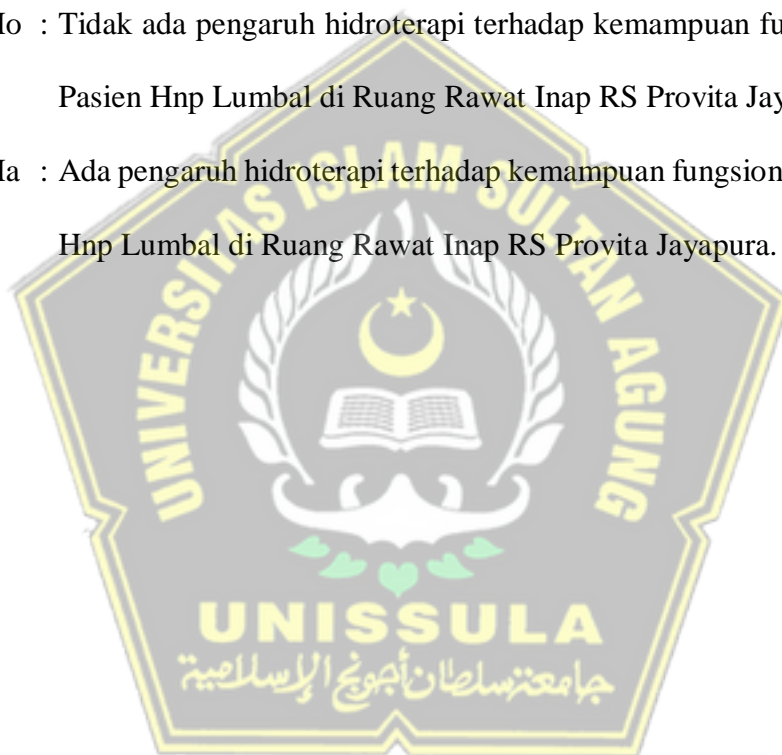 Ho : Tidak ada pengaruh hidroterapi terhadap kemampuan fu
Pasien Hnp Lumbal di Ruang Rawat Inap RS Provita Jay
Ha : Ada pengaruh hidroterapi terhadap kemampuan fungsion
Hnp Lumbal di Ruang Rawat Inap RS Provita Jayapura.
UNIVERSITAS ISLAM SULTAN AGUNG
UNISSULA
جامعة سلطان أجونج الإسلامية